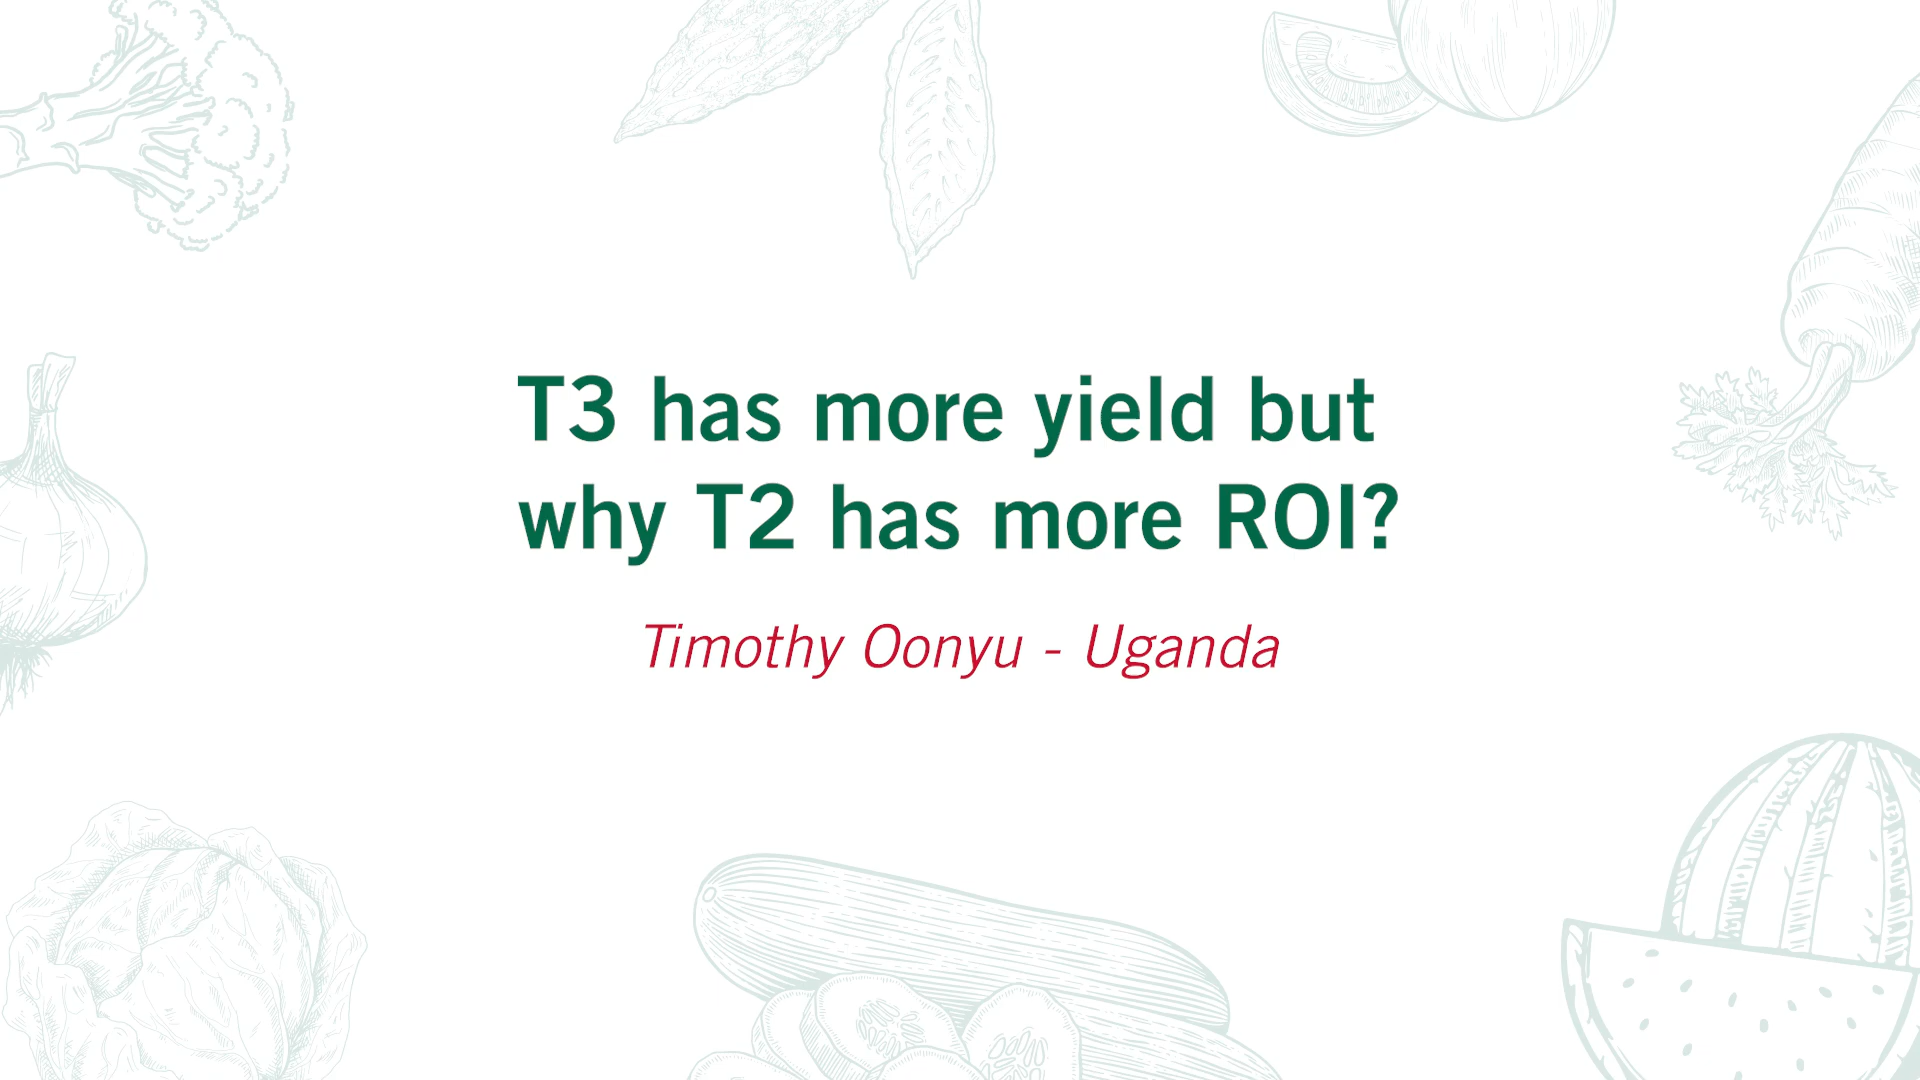 T3 has more yield but
why T2 has more ROI?
Timothy Oonyu - Uganda